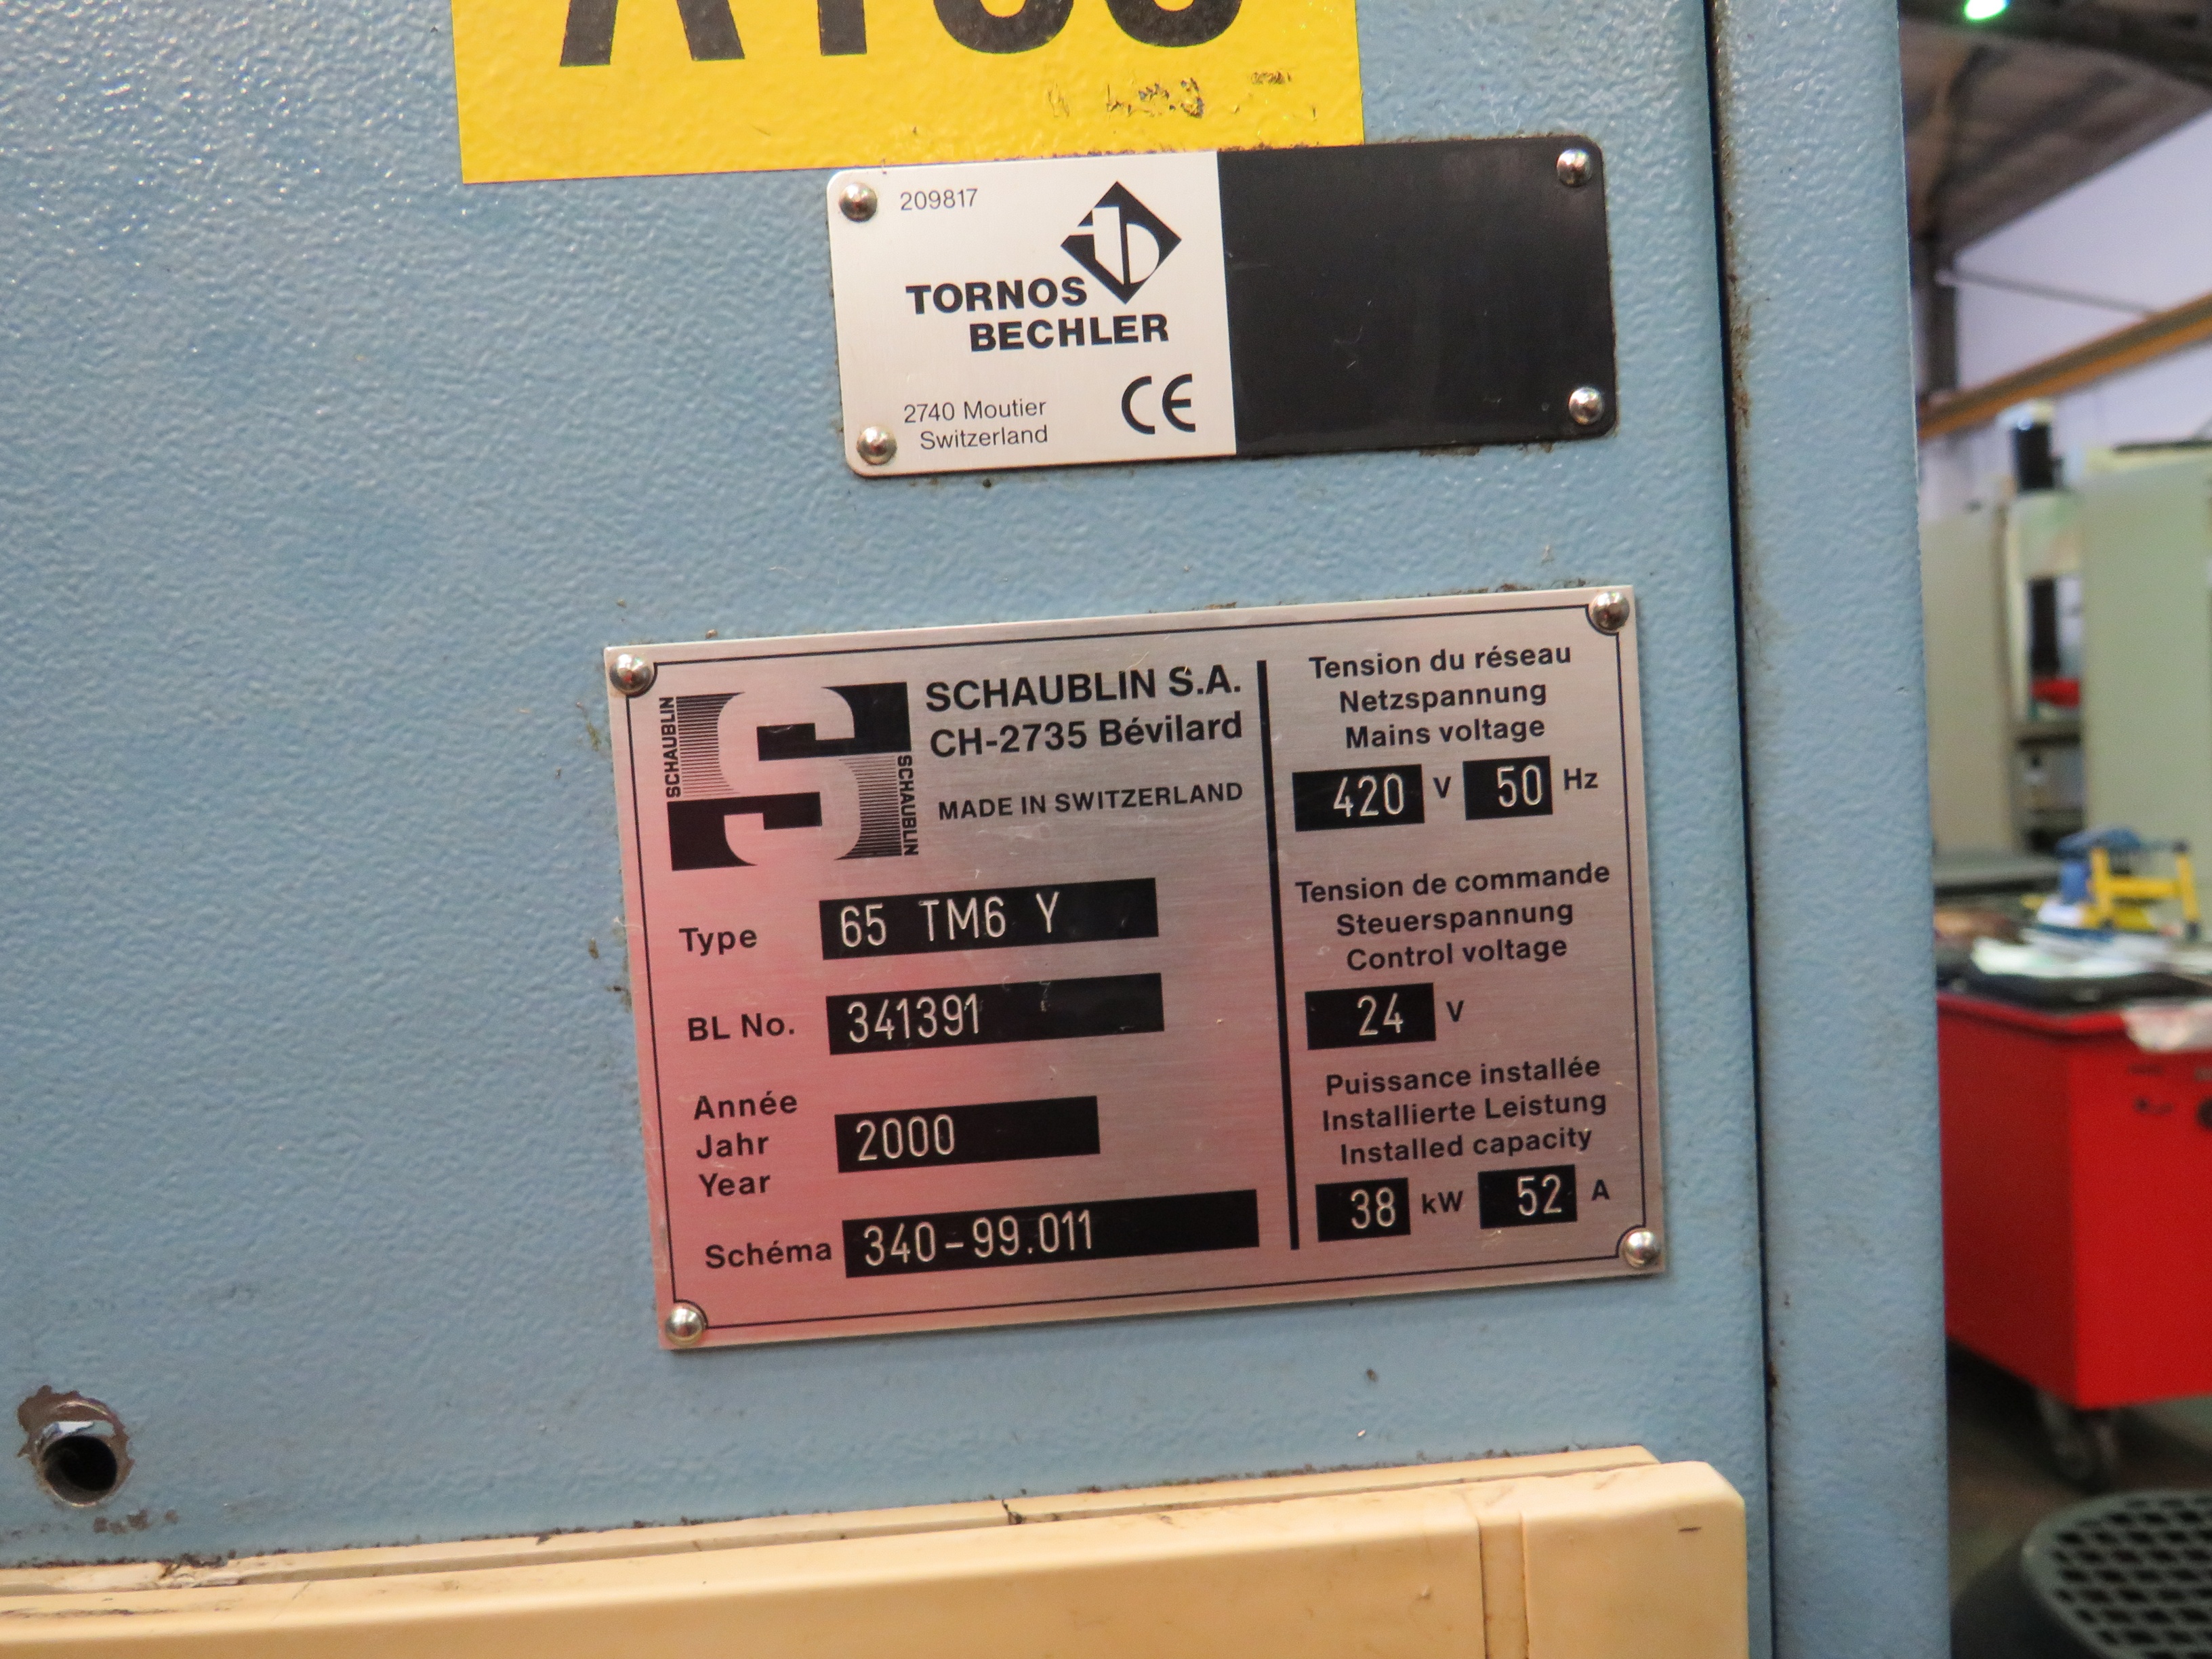 209817
TORNOS
BECHLER
2740 Moutier
Switzerland
CE
SCHAUBLIN
SCHAUBLIN
SCHAUBLIN S.A.
CH-2735 Bévilard
MADE IN SWITZERLAND
Type 65 TM6 Y
BL No. 341391
Année
Jahr 2000
Year
Schéma 340-99.011
Tension du réseau
Netzspannung
Mains voltage
420 V 50 Hz
Tension de commande
Steuerspannung
Control voltage
24 V
Puissance installée
Installierte Leistung
Installed capacity
38 kW 52 A